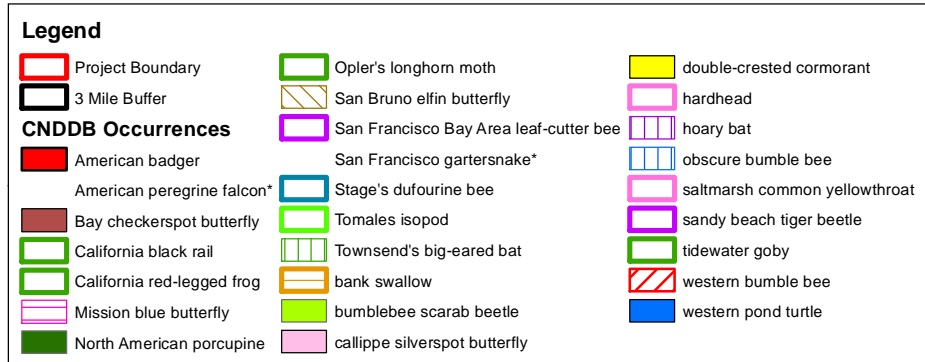 Legend
Project Boundary
3 Mile Buffer
CNDDB Occurrences
American badger
American peregrine falcon*
Bay checkerspot butterfly
California black rail
California red-legged frog
Mission blue butterfly
North American porcupine
Opler's longhorn moth
San Bruno elfin butterfly
San Francisco Bay Area leaf-cutter bee
San Francisco gartersnake*
Stage's dufourine bee
Tomales isopod
Townsend's big-eared bat
bank swallow
bumblebee scarab beetle
callippe silverspot butterfly
double-crested cormorant
hardhead
hoary bat
obscure bumble bee
saltmarsh common yellowthroat
sandy beach tiger beetle
tidewater goby
western bumble bee
western pond turtle